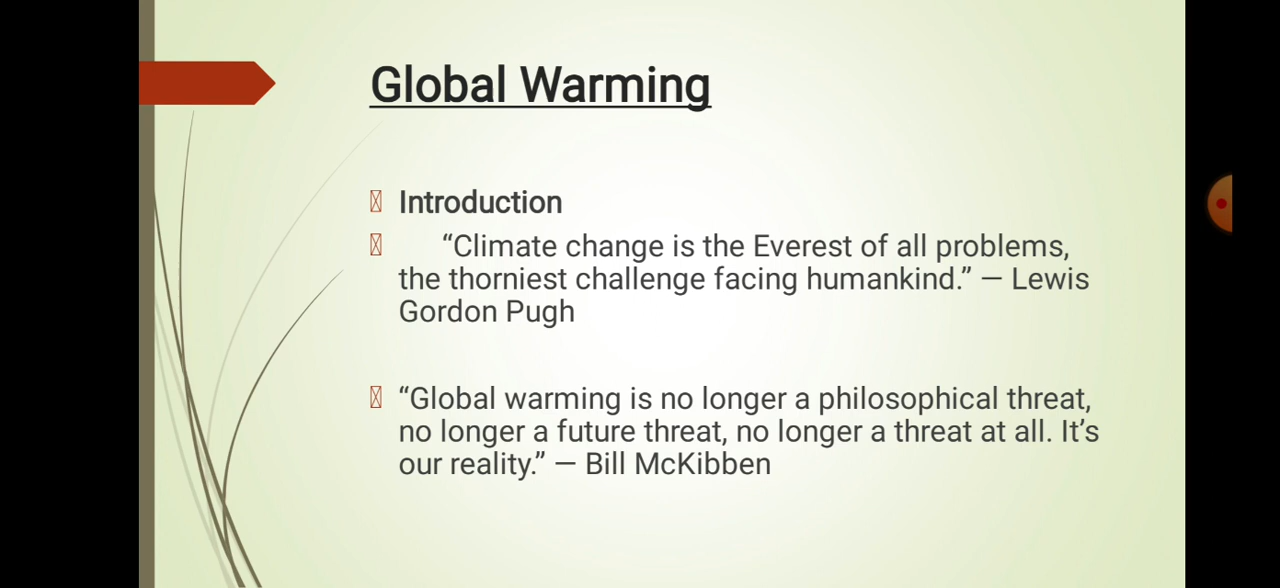 Global Warming
Introduction
“Climate change is the Everest of all problems,
the thorniest challenge facing humankind.” — Lewis
Gordon Pugh
“Global warming is no longer a philosophical threat,
no longer a future threat, no longer a threat at all. It’s
our reality.” — Bill McKibben